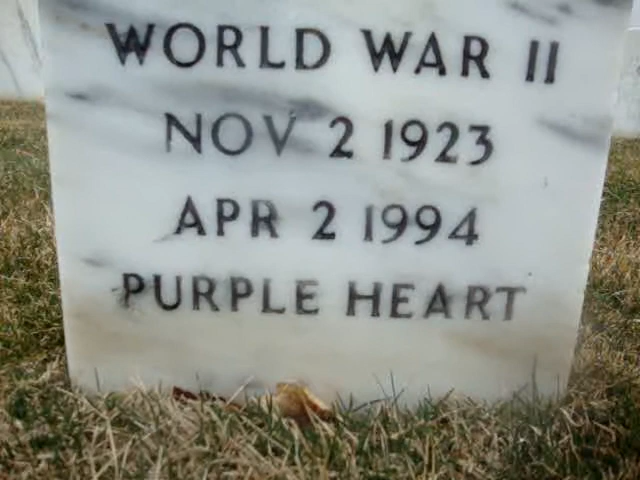 WORLD WAR II
NOV 2 1923
APR 2 1994
PURPLE HEART